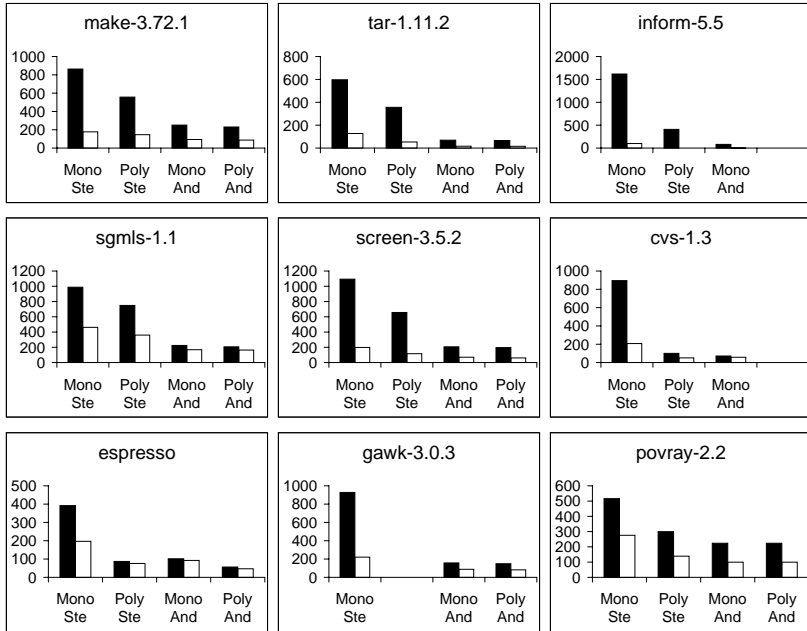 make-3.72.1
1000
800
600
400
200
0
Mono Poly Mono Poly
Ste Ste And And
tar-1.11.2
800
600
400
200
0
Mono Poly Mono Poly
Ste Ste And And
inform-5.5
2000
1500
1000
500
0
Mono Poly Mono
Ste Ste And
sgmls-1.1
1200
1000
800
600
400
200
0
Mono Poly Mono Poly
Ste Ste And And
screen-3.5.2
1200
1000
800
600
400
200
0
Mono Poly Mono Poly
Ste Ste And And
cvs-1.3
1000
800
600
400
200
0
Mono Poly Mono
Ste Ste And
espresso
500
400
300
200
100
0
Mono Poly Mono Poly
Ste Ste And And
gawk-3.0.3
1000
800
600
400
200
0
Mono Mono Poly
Ste And And
povray-2.2
600
500
400
300
200
100
0
Mono Poly Mono Poly
Ste Ste And And